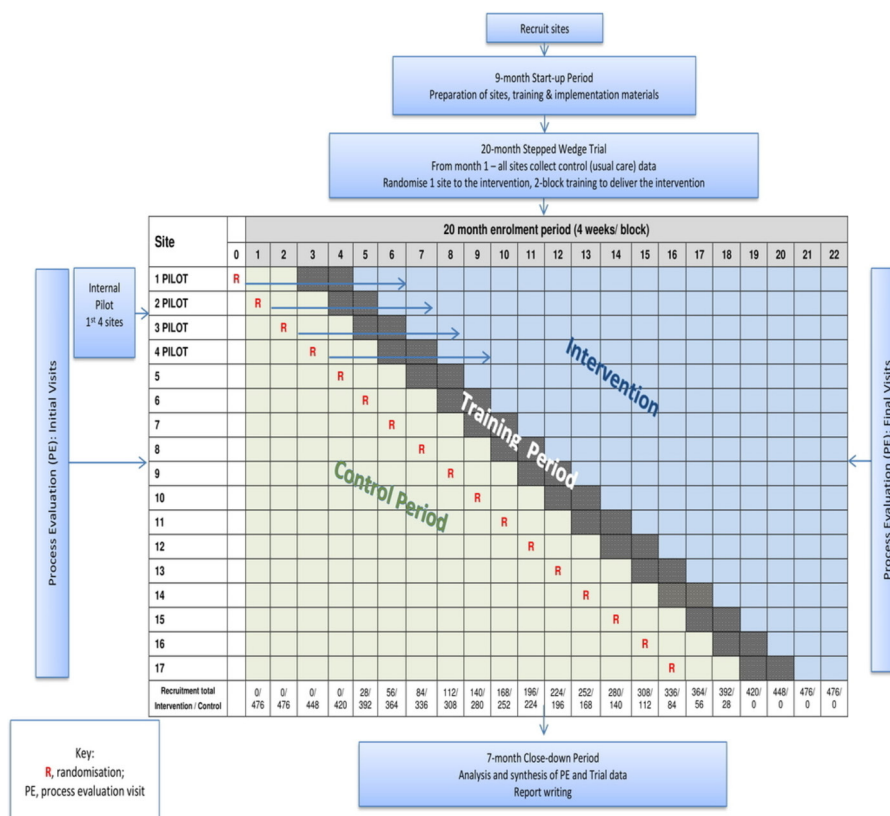 Recruit sites
9-month Start-up Period
Preparation of sites, training & implementation materials
20-month Stepped Wedge Trial
From month 1 – all sites collect control (usual care) data
Randomise 1 site to the intervention, 2-block training to deliver the intervention
Site
20 month enrolment period (4 weeks/ block)
0 1 2 3 4 5 6 7 8 9 10 11 12 13 14 15 16 17 18 19 20 21 22
Process Evaluation (PE): Initial Visits
Internal
Pilot
1st 4 sites
1 PILOT R
2 PILOT R
3 PILOT R
4 PILOT R
5 R
6 R
7 R
8 R
9 R
10 R
11 R
12 R
13 R
14 R
15 R
16 R
17 R
Control Period
Training Period
Intervention
Process Evaluation (PE): Final Visits
Recruitment total 0/ 0/ 0/ 0/ 28/ 56/ 84/ 112/ 140/ 168/ 196/ 224/ 252/ 280/ 308/ 336/ 364/ 392/ 420/ 448/ 476/ 476/
Intervention / Control 476 476 448 420 392 364 336 308 280 252 224 196 168 140 112 84 56 28 0 0 0 0
Key:
R, randomisation;
PE, process evaluation visit
7-month Close-down Period
Analysis and synthesis of PE and Trial data
Report writing